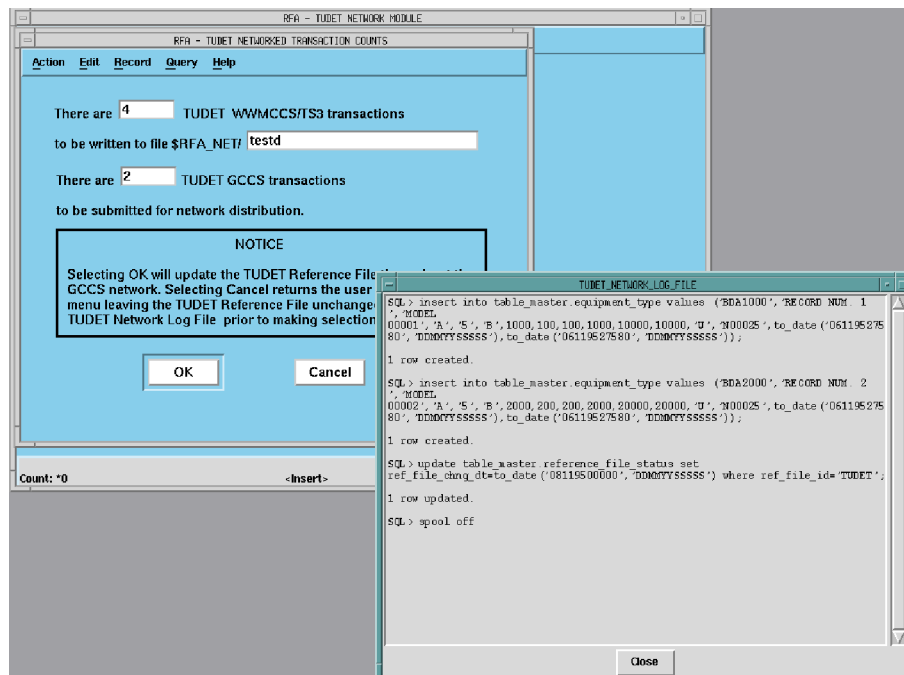 RFA - TUDET NETWORK MODULE
RFA - TUDET NETWORKED TRANSACTION COUNTS
Action Edit Record Query Help
There are 4 TUDET WWMCCS/TS3 transactions
to be written to file $RFA_NET/ testd
There are 2 TUDET GCCS transactions
to be submitted for network distribution.
NOTICE
Selecting OK will update the TUDET Reference File
GCCS network. Selecting Cancel returns the user
menu leaving the TUDET Reference File unchange
TUDET Network Log File prior to making selection
OK Cancel
Count: *0 <Insert>
TUDET_NETWORK_LOG_FILE
SQL> insert into table_master.equipment_type values ('BDA1000', 'RECORD NUM. 1
', 'MODEL
00001', 'A', '5', 'B',1000,100,100,1000,10000,10000, 'U', 'N00025',to_date('061195275
80', 'DDMMYYSSSSS'),to_date('06119527580', 'DDMMYYSSSSS'));
1 row created.
SQL> insert into table_master.equipment_type values ('BDA2000', 'RECORD NUM. 2
', 'MODEL
00002', 'A', '5', 'B',2000,200,200,2000,20000,20000, 'U', 'N00025',to_date('061195275
80', 'DDMMYYSSSSS'),to_date('06119527580', 'DDMMYYSSSSS'));
1 row created.
SQL> update table_master.reference_file_status set
ref_file_chng_dt=to_date('08119500000', 'DDMMYYSSSSS') where ref_file_id='TUDET';
1 row updated.
SQL> spool off
Close